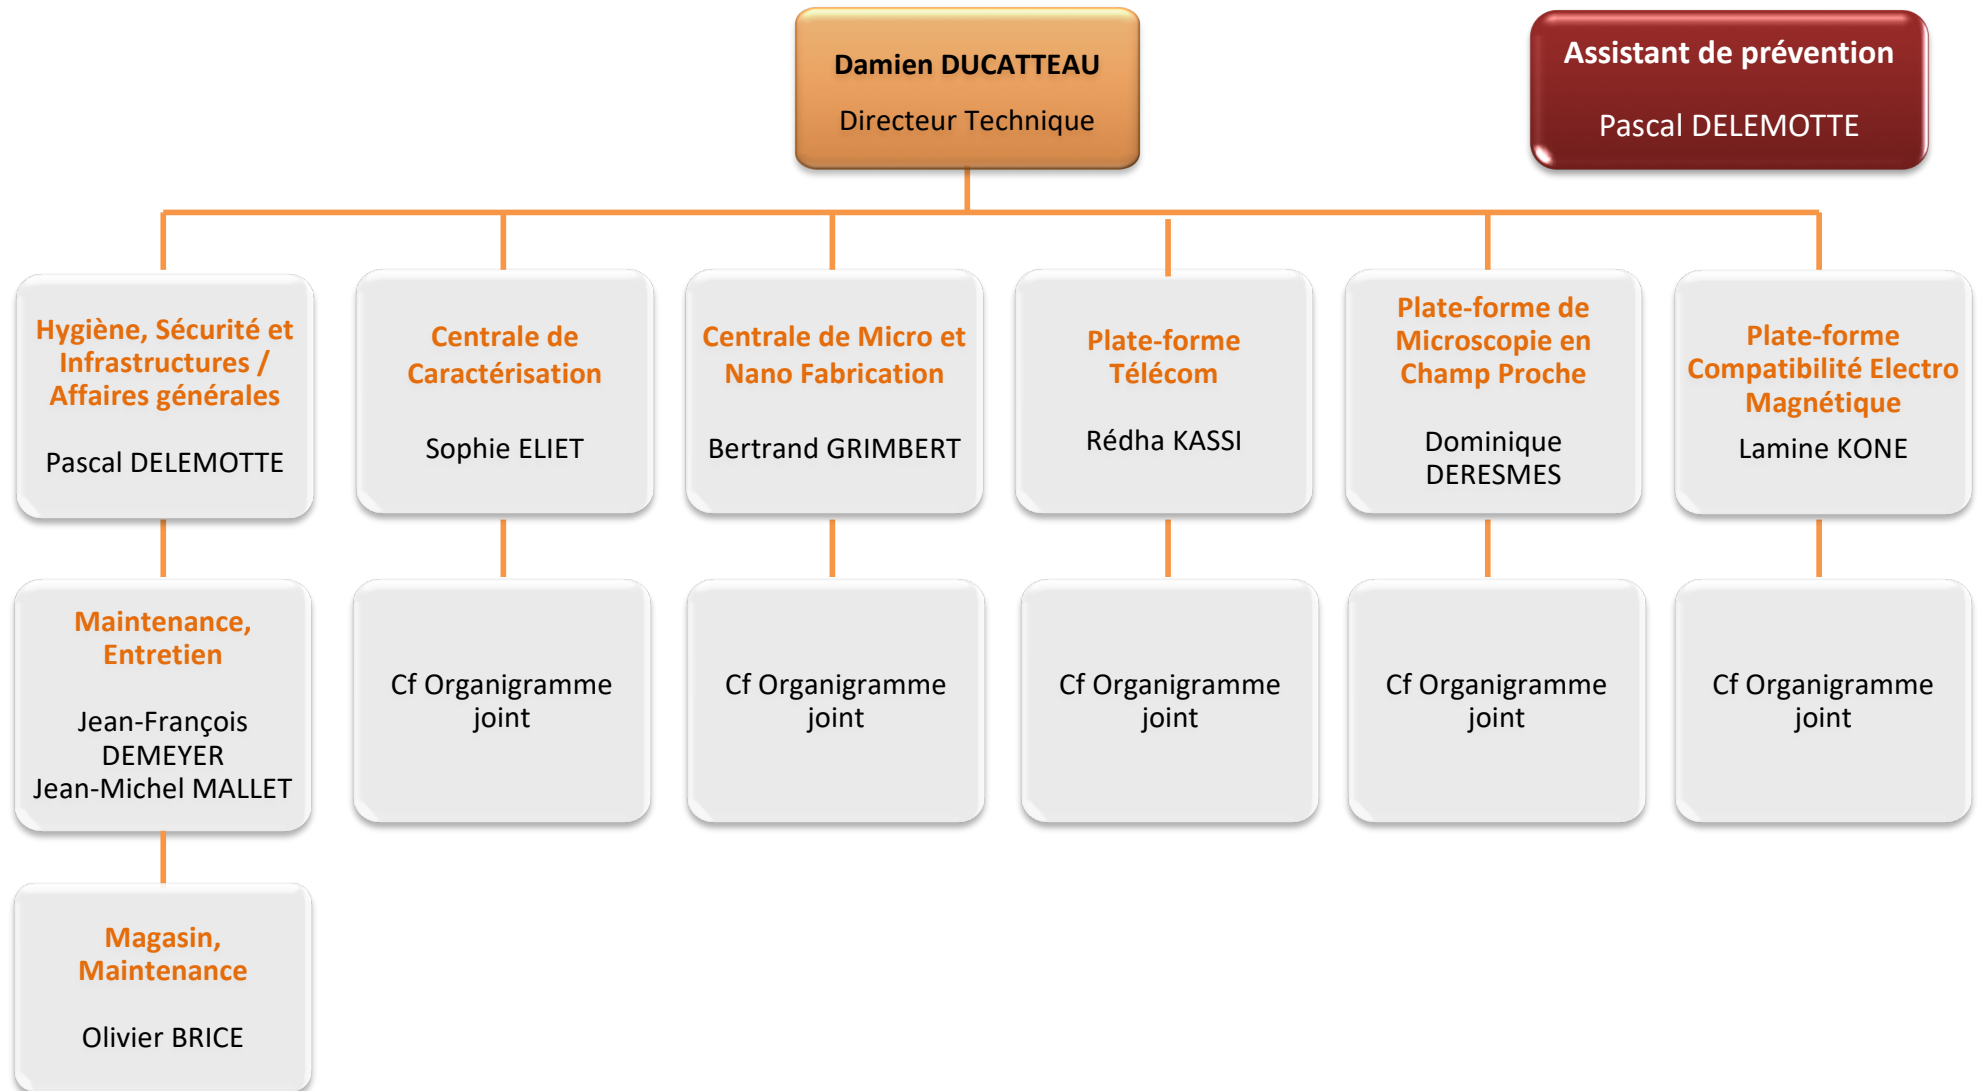 Damien DUCATTEAU
Directeur Technique
Assistant de prévention
Pascal DELEMOTTE
Hygiène, Sécurité et
Infrastructures /
Affaires générales
Pascal DELEMOTTE
Centrale de
Caractérisation
Sophie ELIET
Centrale de Micro et
Nano Fabrication
Bertrand GRIMBERT
Plate-forme
Télécom
Rédha KASSI
Plate-forme de
Microscopie en
Champ Proche
Dominique
DERESMES
Plate-forme
Compatibilité Electro
Magnétique
Lamine KONE
Maintenance,
Entretien
Jean-François
DEMEYER
Jean-Michel MALLET
Cf Organigramme
joint
Cf Organigramme
joint
Cf Organigramme
joint
Cf Organigramme
joint
Cf Organigramme
joint
Magasin,
Maintenance
Olivier BRICE